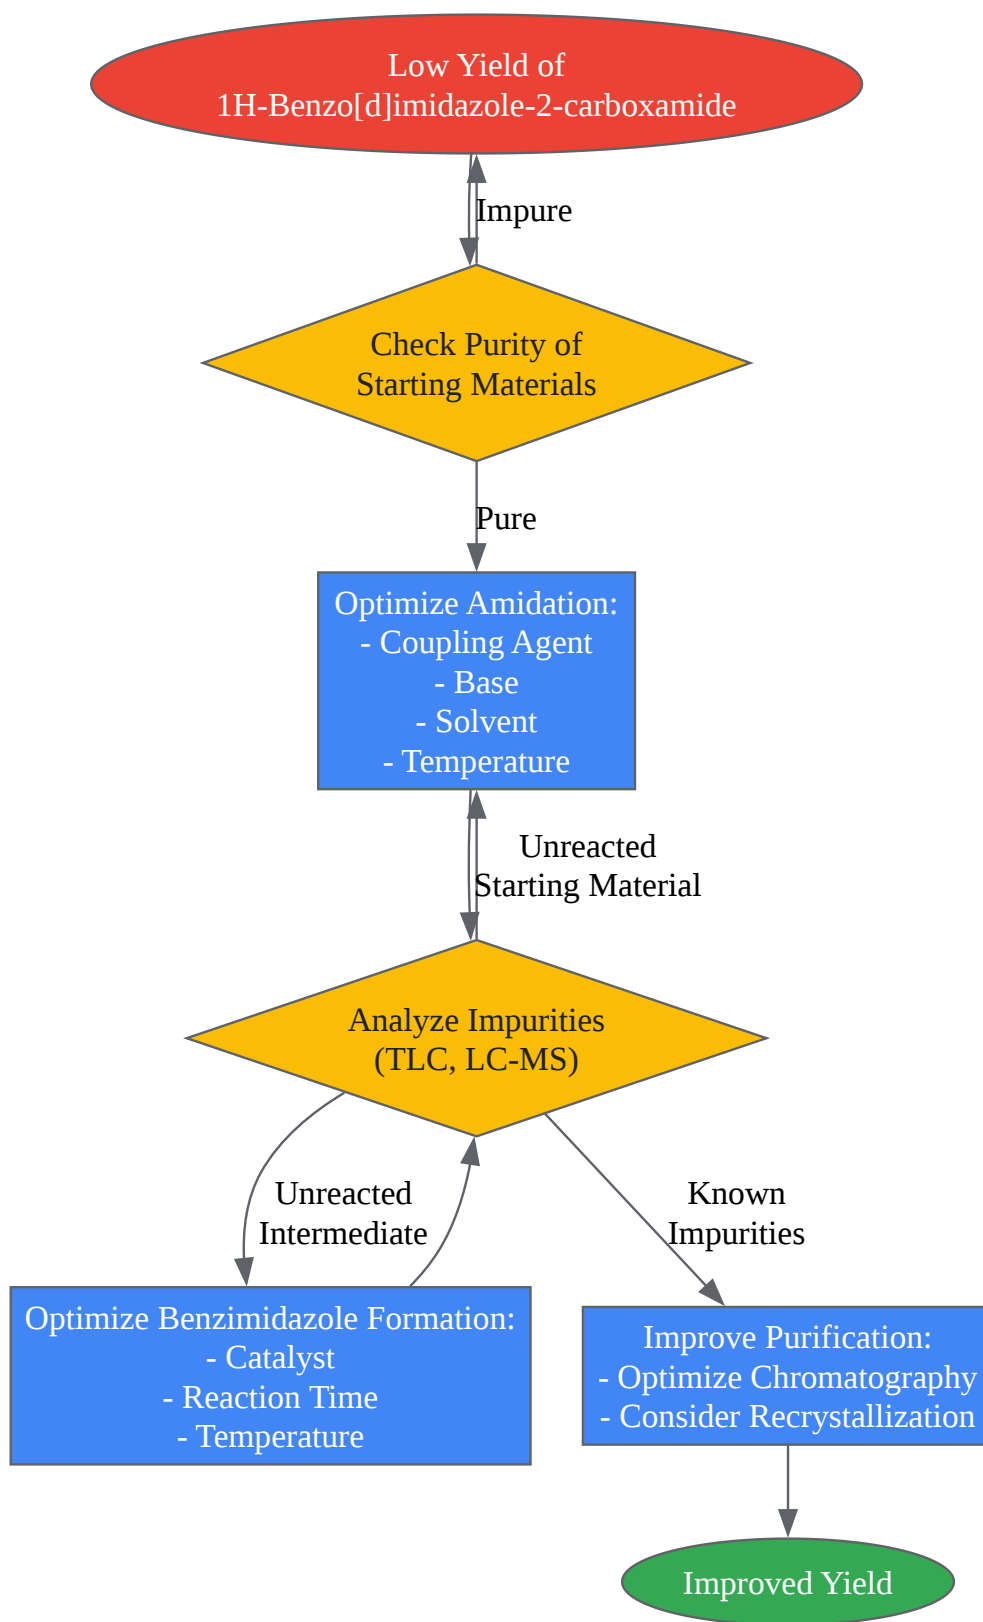 Low Yield of
1H-Benzo[d]imidazole-2-carboxamide
Impure
Check Purity of
Starting Materials
Pure
Optimize Amidation:
- Coupling Agent
- Base
- Solvent
- Temperature
Unreacted
Starting Material
Analyze Impurities
(TLC, LC-MS)
Unreacted
Intermediate
Known
Impurities
Optimize Benzimidazole Formation:
- Catalyst
- Reaction Time
- Temperature
Improve Purification:
- Optimize Chromatography
- Consider Recrystallization
Improved Yield